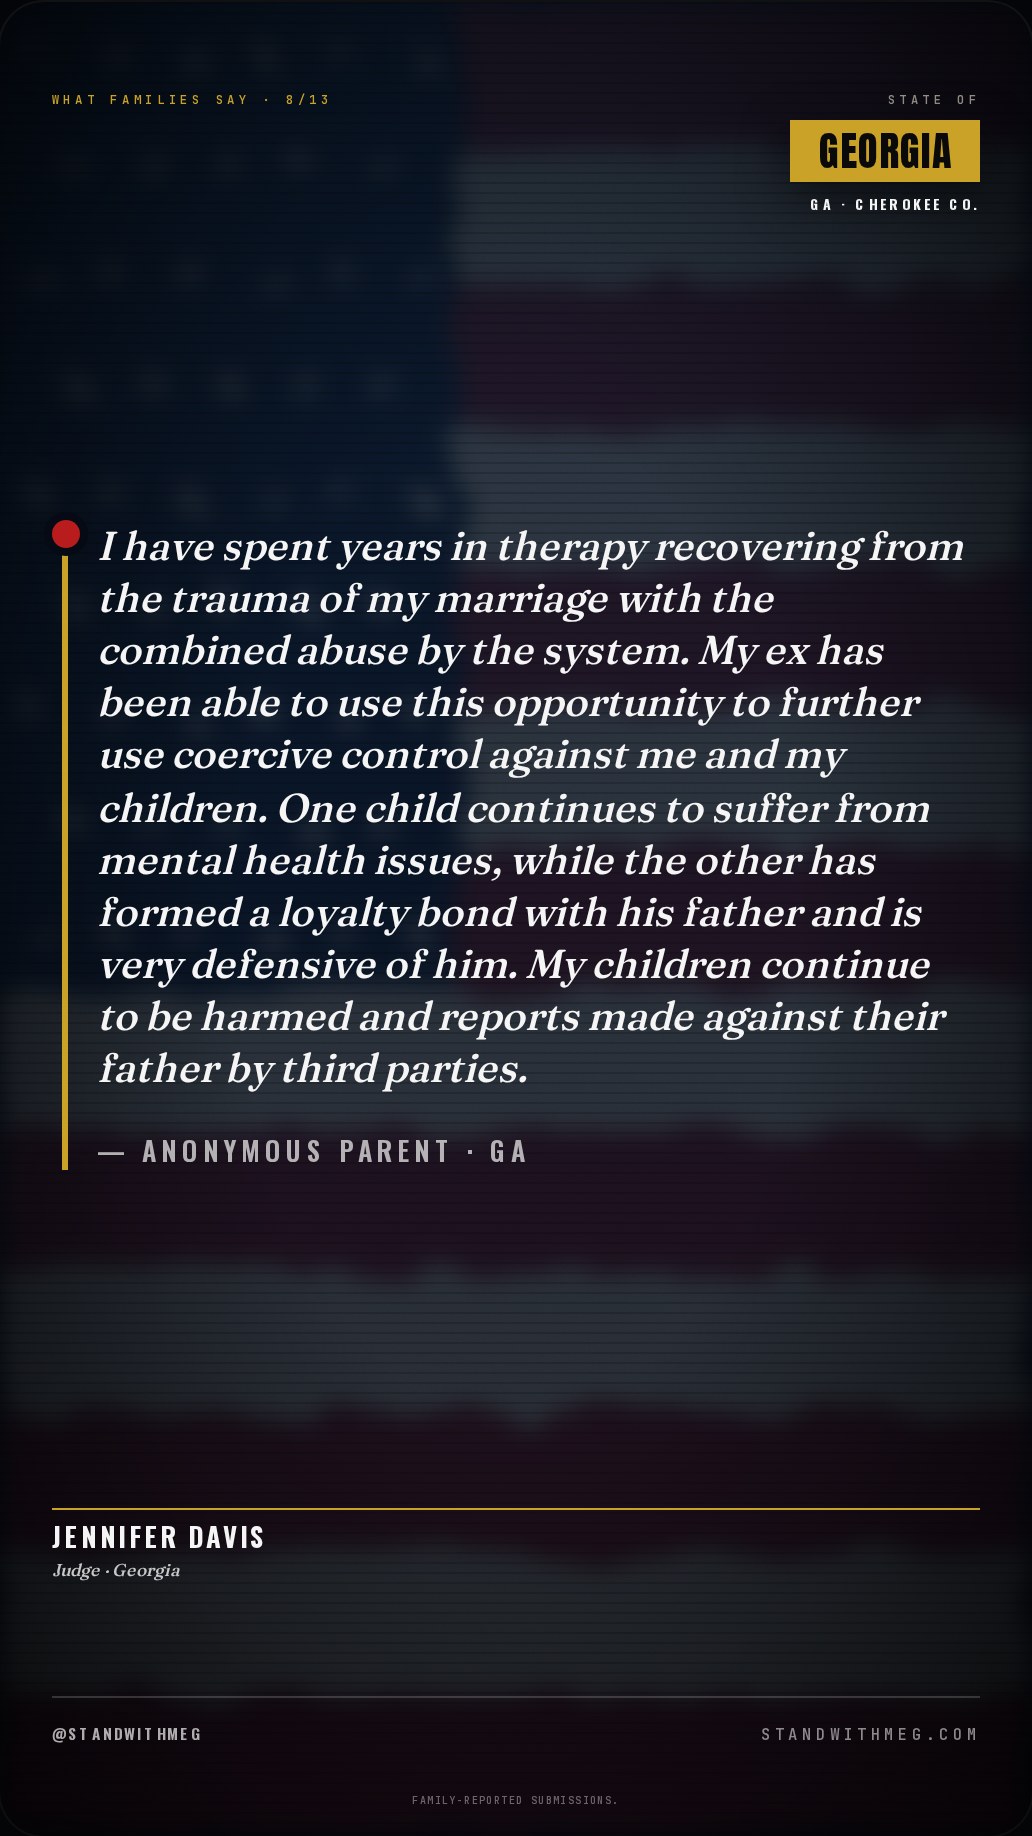 WHAT FAMILIES SAY · 8/13
STATE OF
GEORGIA
GA · CHEROKEE CO.
I have spent years in therapy recovering from
the trauma of my marriage with the
combined abuse by the system. My ex has
been able to use this opportunity to further
use coercive control against me and my
children. One child continues to suffer from
mental health issues, while the other has
formed a loyalty bond with his father and is
very defensive of him. My children continue
to be harmed and reports made against their
father by third parties.
— ANONYMOUS PARENT · GA
JENNIFER DAVIS
Judge · Georgia
@STANDWITHMEG
STANDWITHMEG.COM
FAMILY-REPORTED SUBMISSIONS.